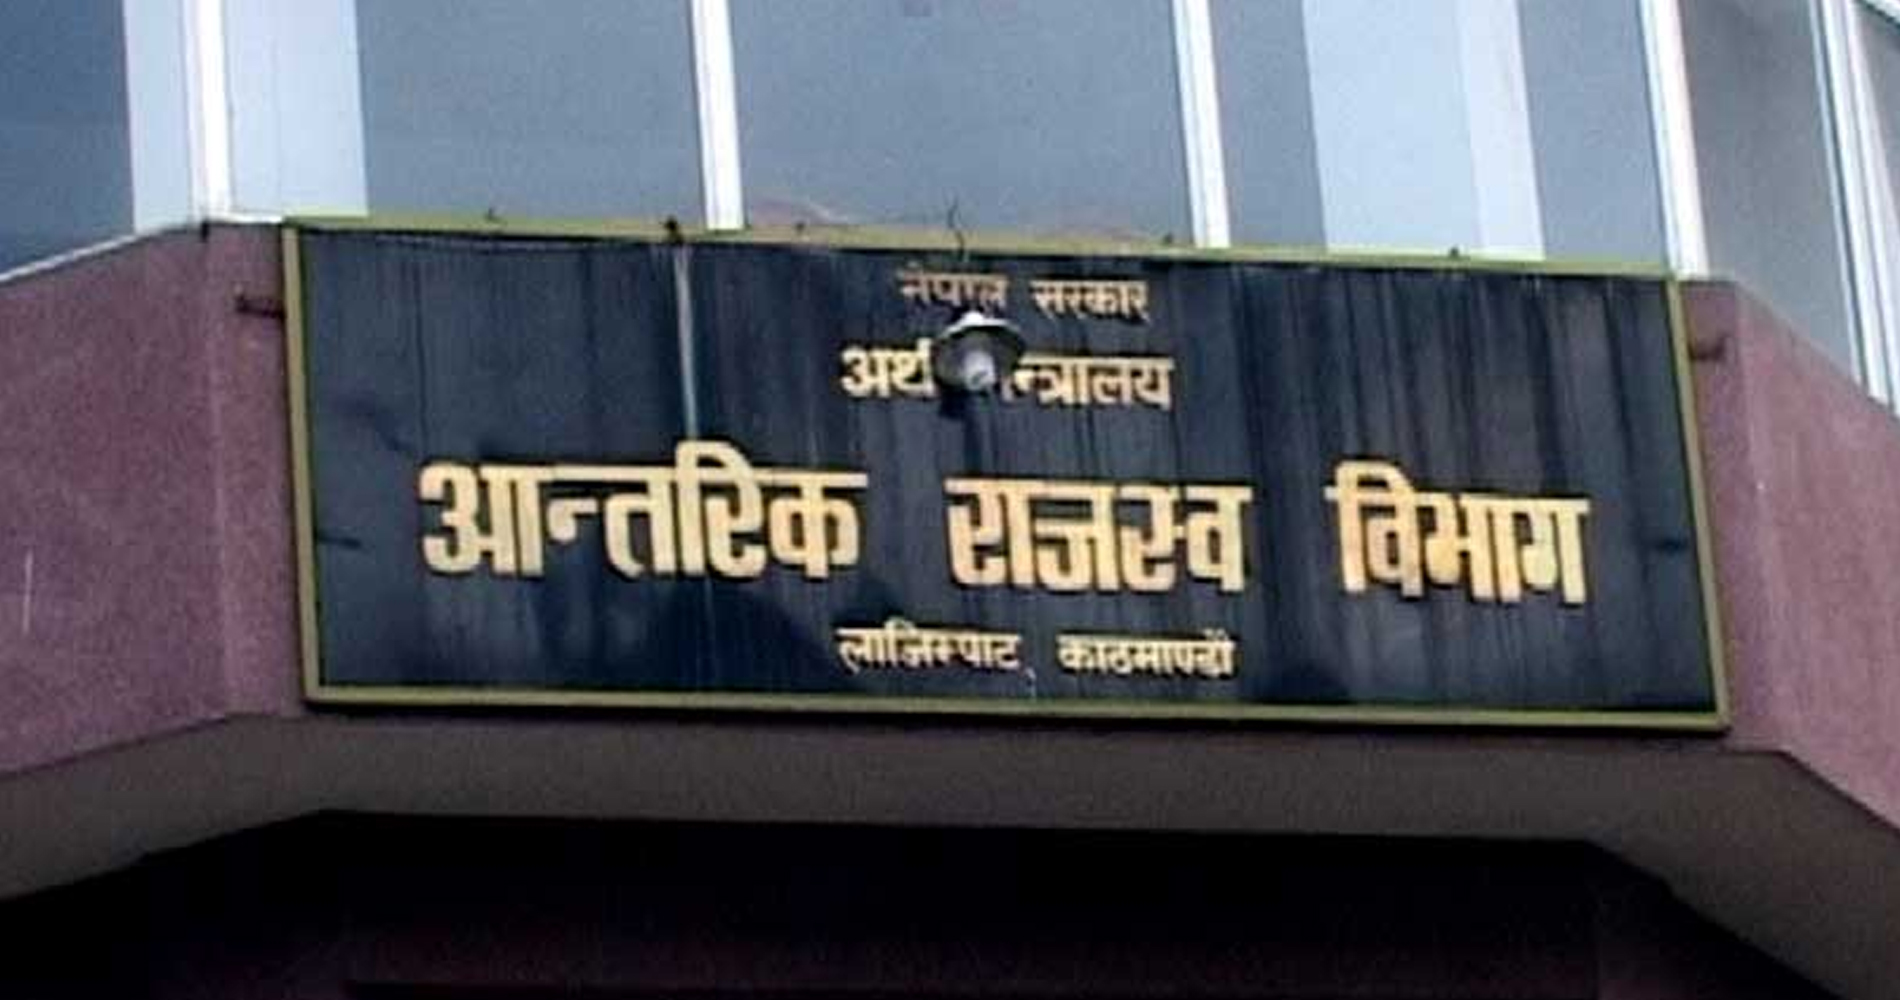 नेपाल सरकार
अर्थ मन्त्रालय
आन्तरिक राजस्व विभाग
लाजिम्पाट, काठमाण्डौं